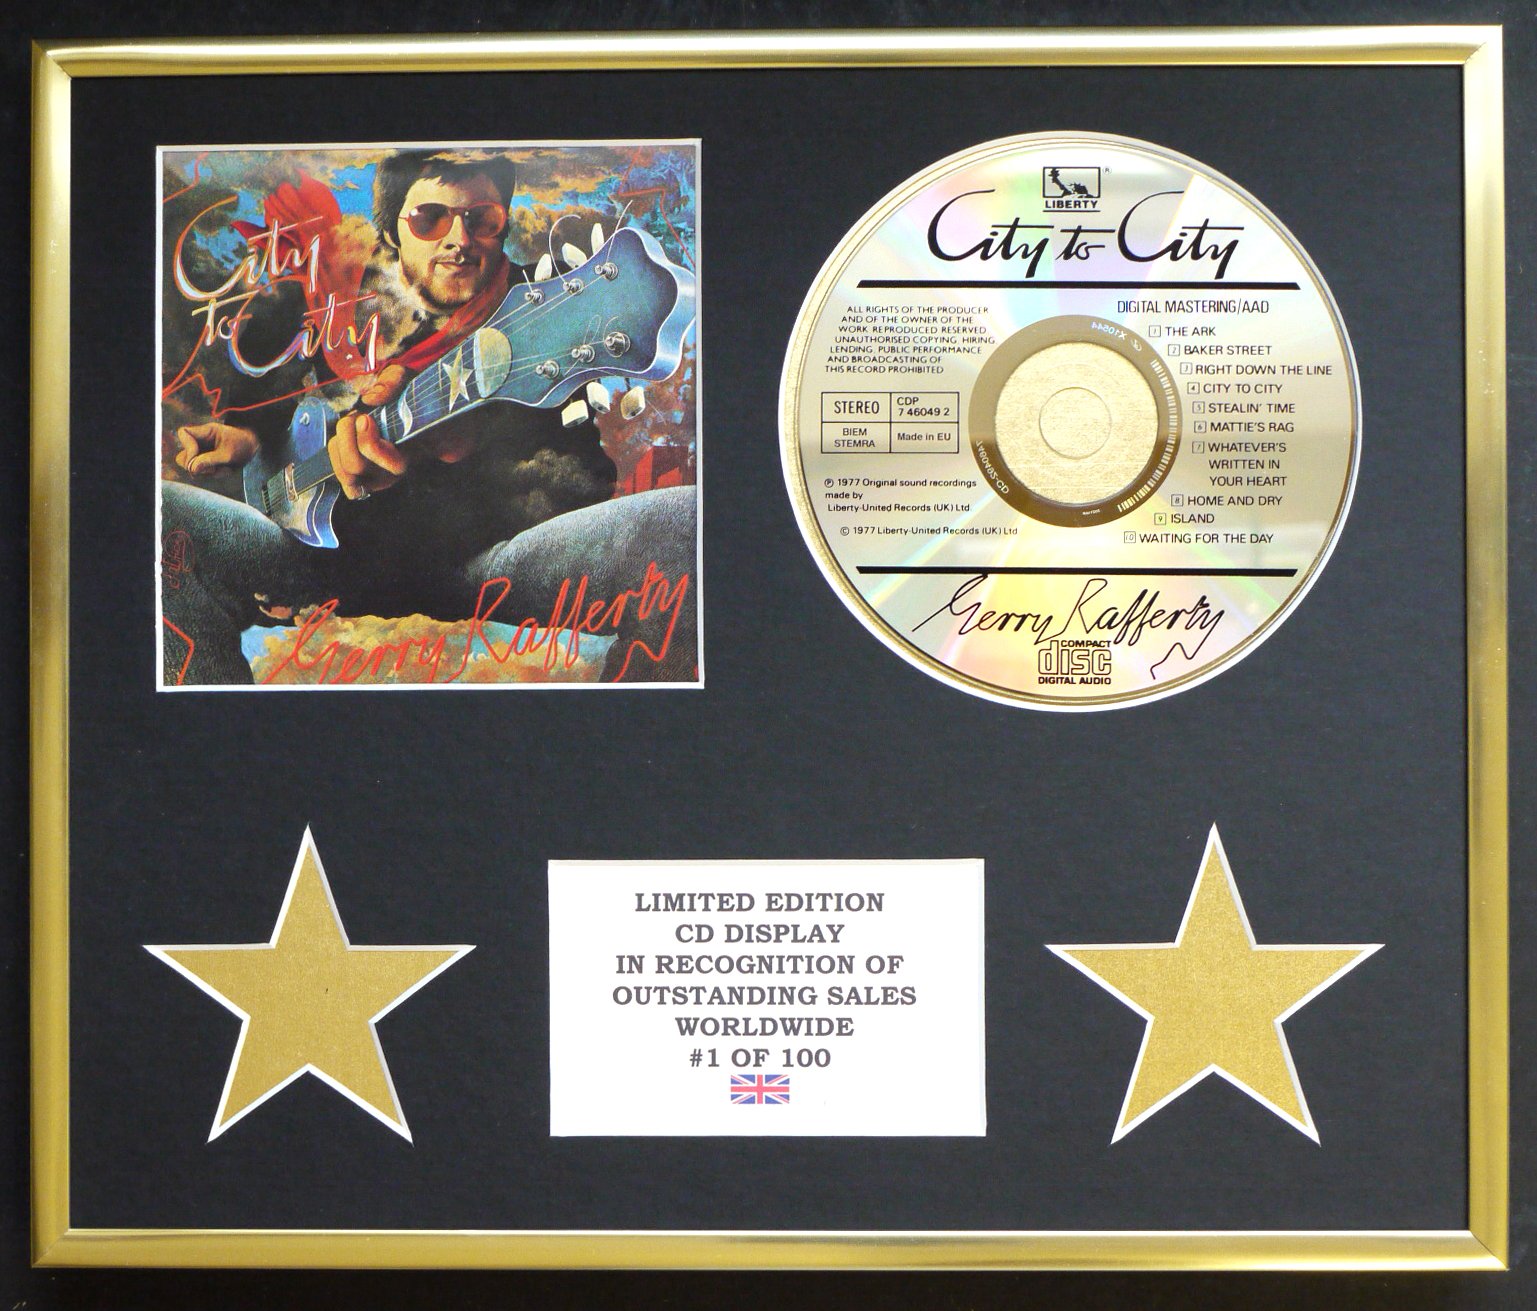 City
to
City
Gerry Rafferty
LIBERTY
®
City to City
DIGITAL MASTERING/AAD
ALL RIGHTS OF THE PRODUCER
AND OF THE OWNER OF THE
WORK REPRODUCED RESERVED
UNAUTHORISED COPYING, HIRING,
LENDING, PUBLIC PERFORMANCE
AND BROADCASTING OF
THIS RECORD PROHIBITED
STEREO
CDP
7 46049 2
BIEM
STEMRA
Made in EU
℗ 1977 Original sound recordings
made by
Liberty-United Records (UK) Ltd
© 1977 Liberty-United Records (UK) Ltd
1 THE ARK
2 BAKER STREET
3 RIGHT DOWN THE LINE
4 CITY TO CITY
5 STEALIN' TIME
6 MATTIE'S RAG
7 WHATEVER'S
WRITTEN IN
YOUR HEART
8 HOME AND DRY
9 ISLAND
10 WAITING FOR THE DAY
Gerry Rafferty
COMPACT
disc
DIGITAL AUDIO
LIMITED EDITION
CD DISPLAY
IN RECOGNITION OF
OUTSTANDING SALES
WORLDWIDE
#1 OF 100